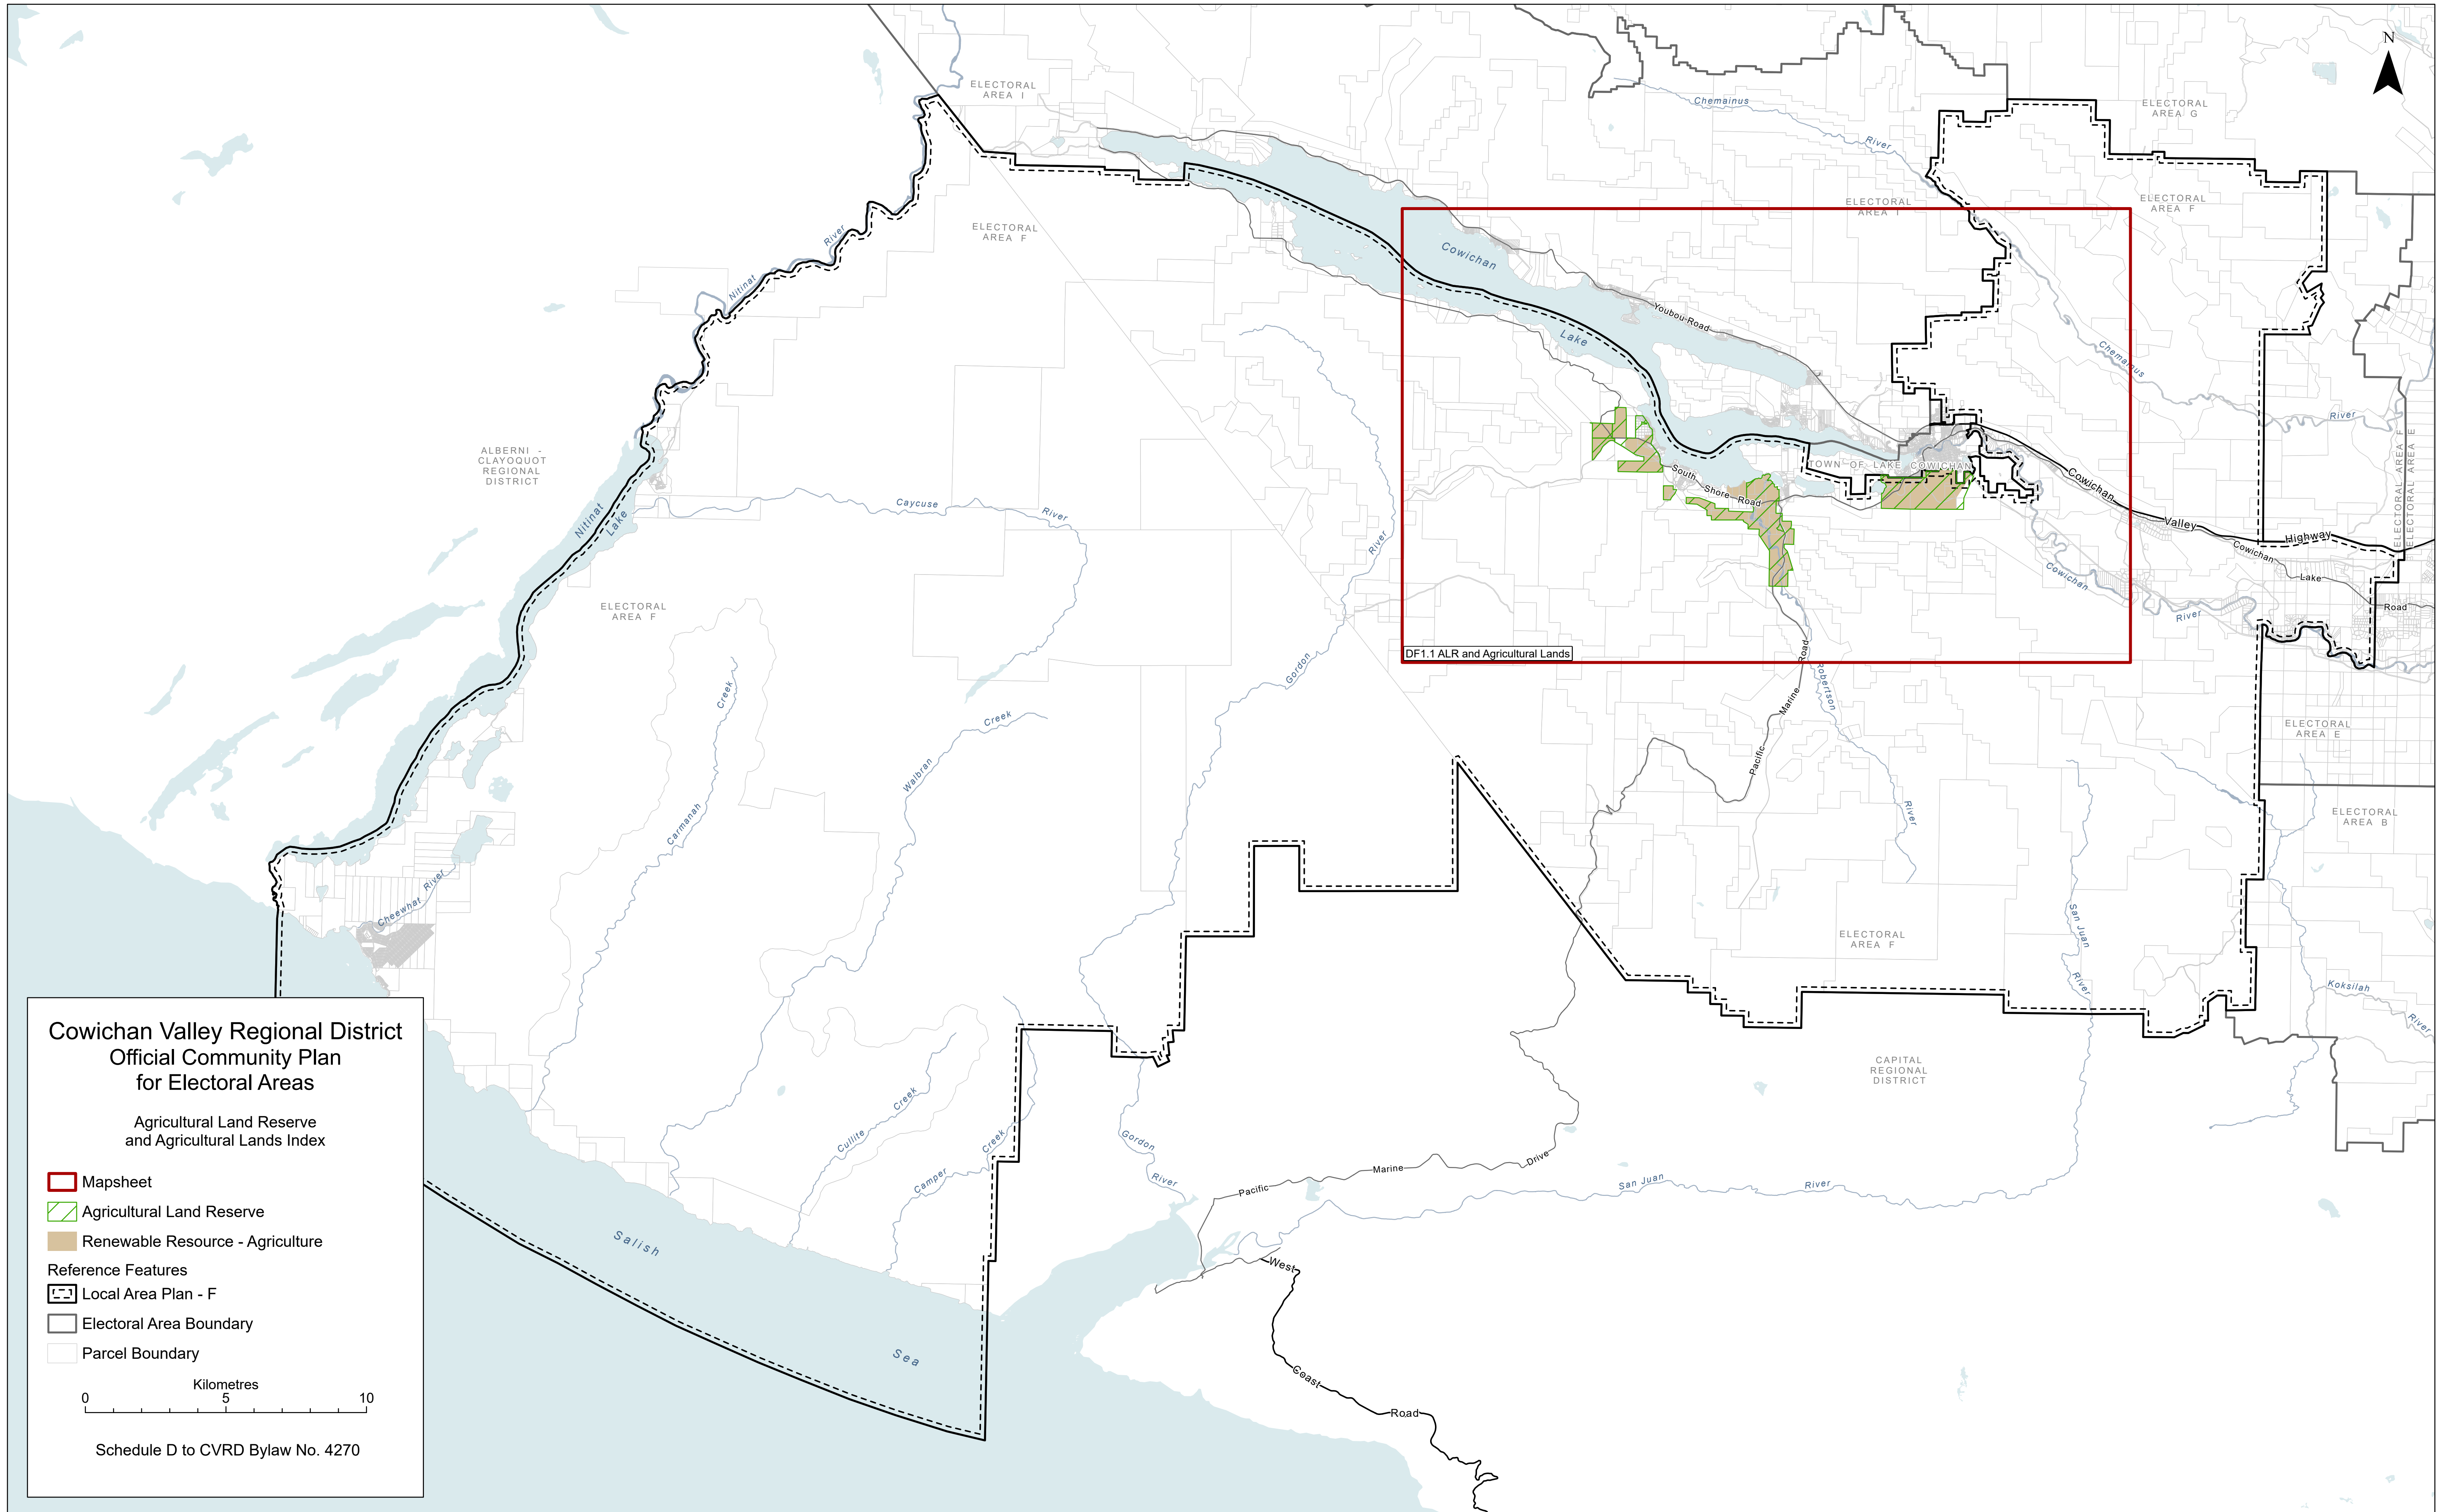 N
ELECTORAL
AREA I
Chemainus
River
ELECTORAL
AREA G
ELECTORAL
AREA I
ELECTORAL
AREA F
ELECTORAL
AREA F
River
Nitinat
Cowichan
Lake
Youbou Road
Chemainus
River
ALBERNI -
CLAYOQUOT
REGIONAL
DISTRICT
TOWN OF LAKE COWICHAN
South Shore Road
Cowichan
Valley
Highway
ELECTORAL AREA F
ELECTORAL AREA E
Caycuse
River
Nitinat
Lake
River
Cowichan
Lake
Road
Cowichan
River
ELECTORAL
AREA F
DF1.1 ALR and Agricultural Lands
Gordon
Road
Marine
Pacific
Robertson
River
Creek
Carmanah
Creek
Walbran
ELECTORAL
AREA E
ELECTORAL
AREA B
River
Cheewhat
ELECTORAL
AREA F
San Juan
River
Koksilah
River
CAPITAL
REGIONAL
DISTRICT
Creek
Cullite
Creek
Camper
Gordon
River
Pacific
Marine
Drive
San Juan
River
Salish
Sea
West
Coast
Road
Cowichan Valley Regional District
Official Community Plan
for Electoral Areas
Agricultural Land Reserve
and Agricultural Lands Index
Mapsheet
Agricultural Land Reserve
Renewable Resource - Agriculture
Reference Features
Local Area Plan - F
Electoral Area Boundary
Parcel Boundary
Kilometres
0 5 10
Schedule D to CVRD Bylaw No. 4270